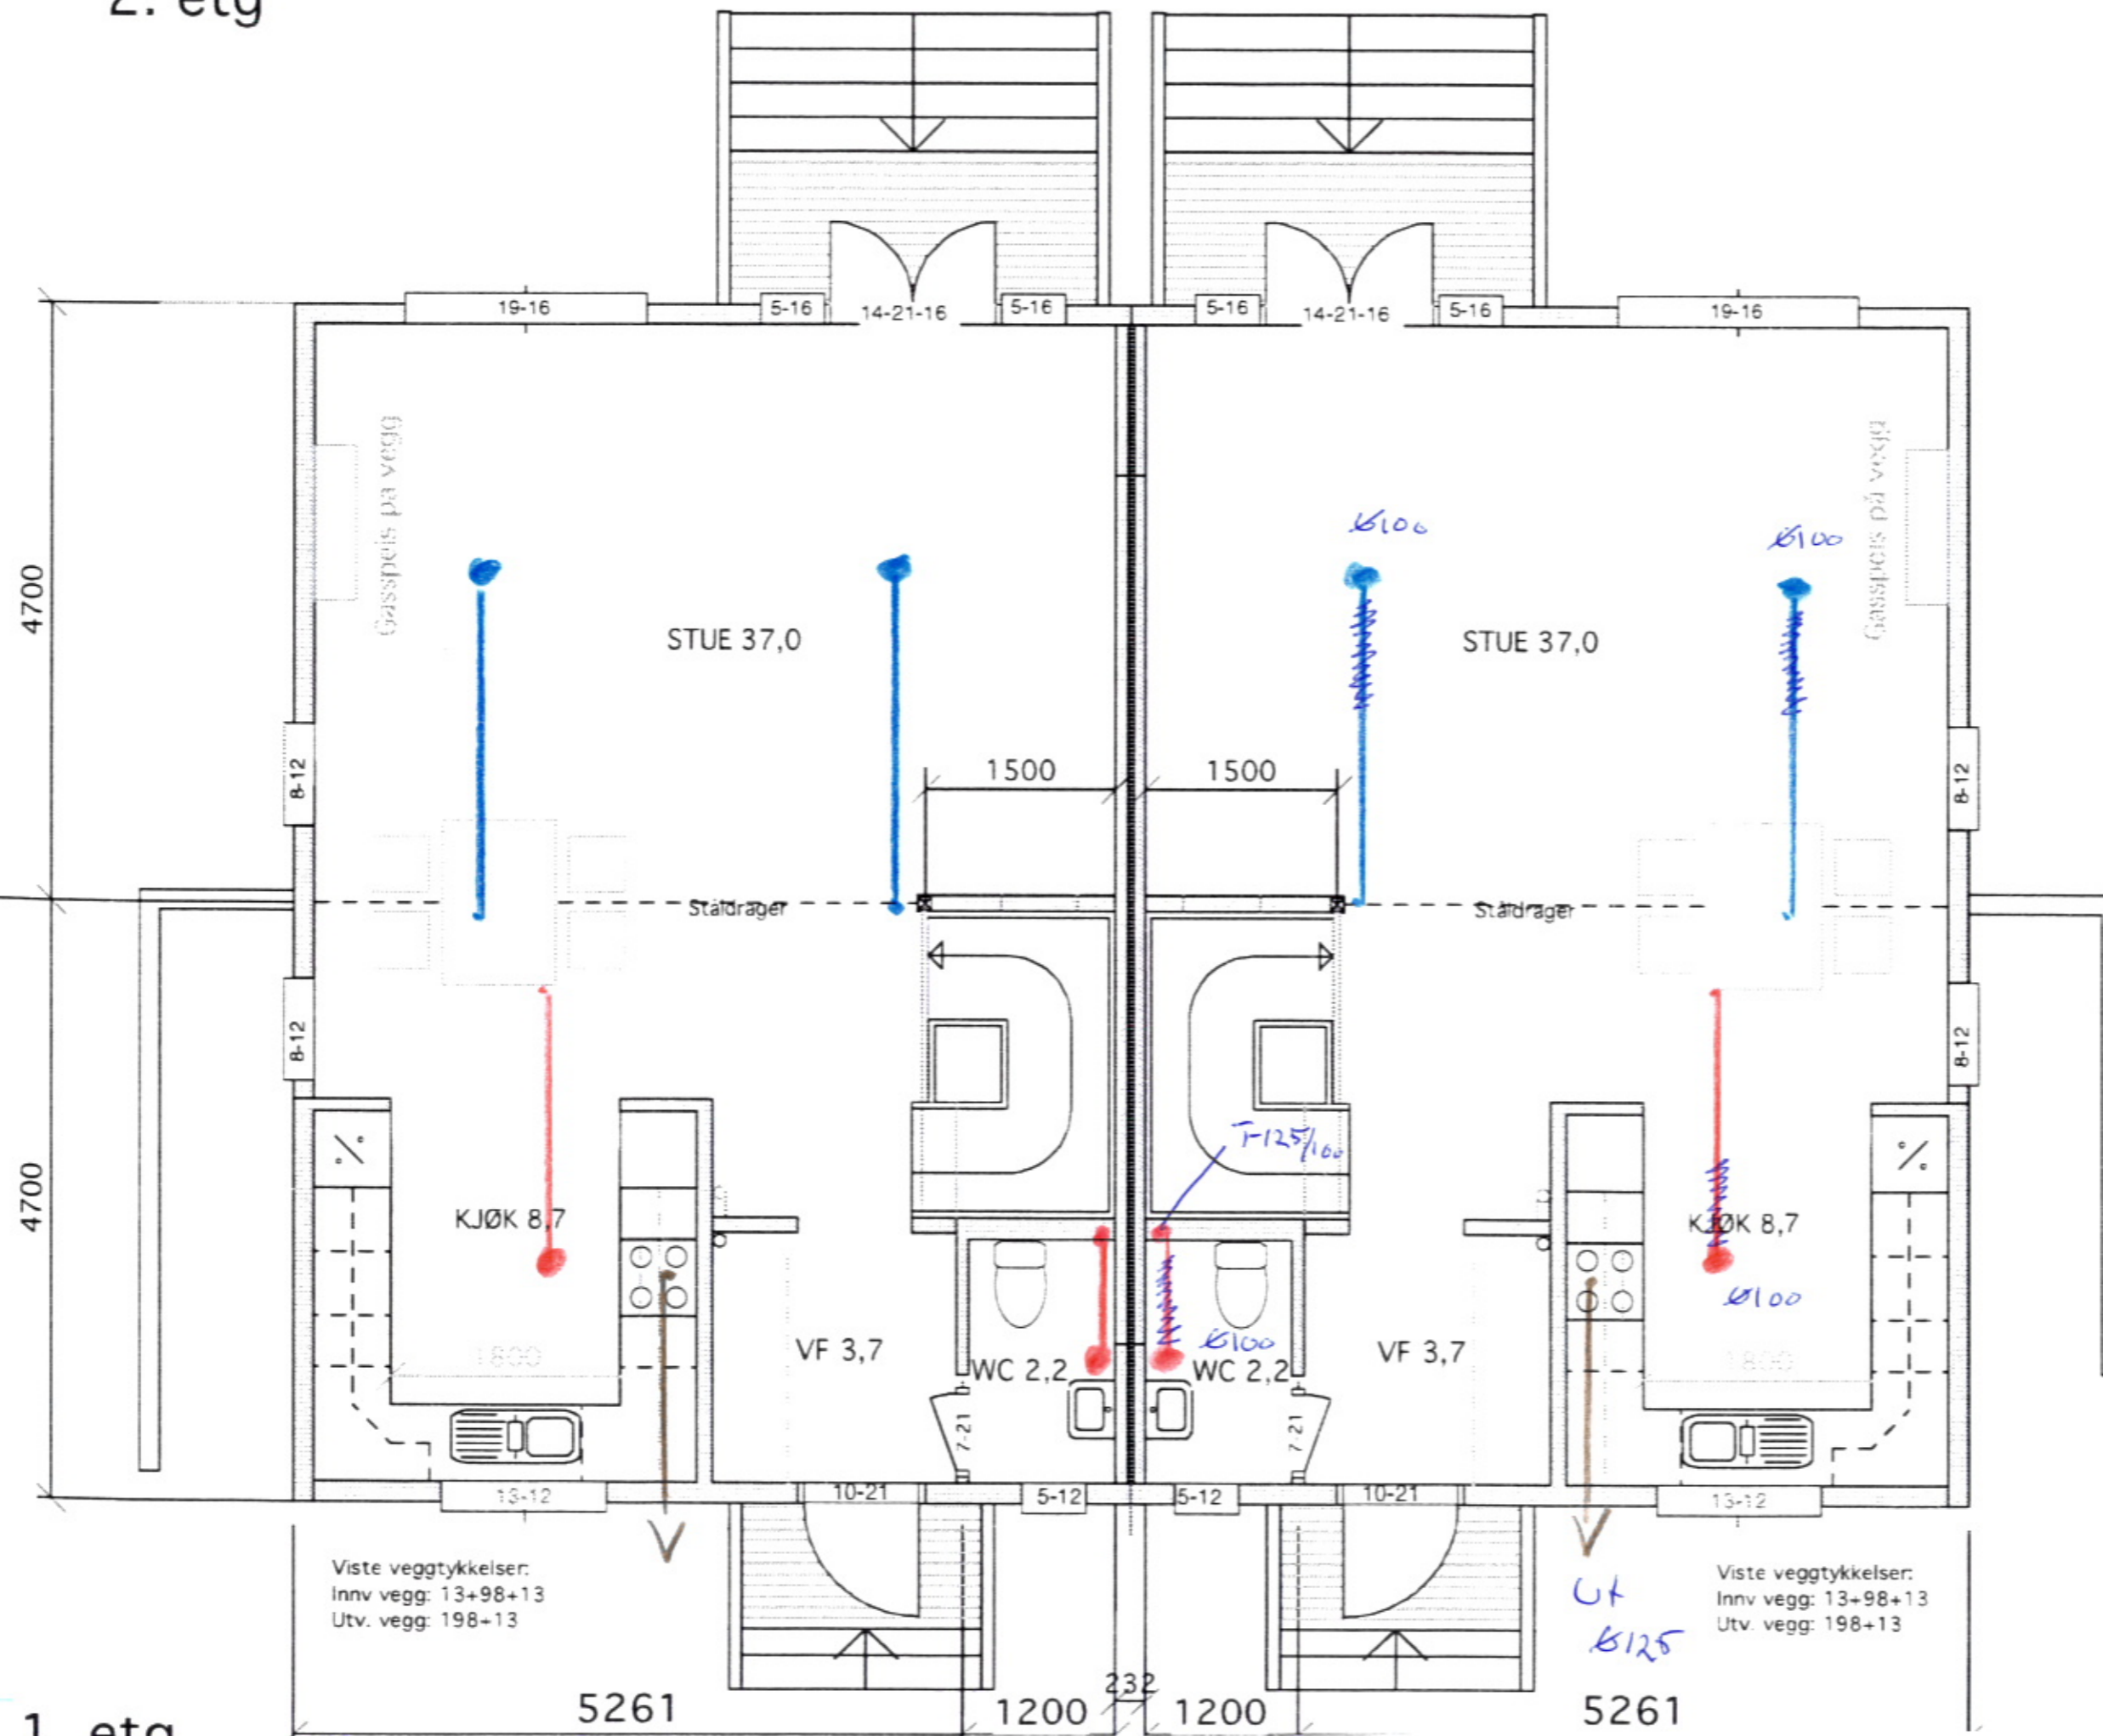 2. etg
19-16
5-16
14-21-16
5-16
5-16
14-21-16
5-16
19-16
Gasspeis på vegg
Gasspeis på vegg
Ø100
Ø100
4700
STUE 37,0
STUE 37,0
8-12
1500
1500
8-12
Ståldrager
Ståldrager
8-12
8-12
T-125/100
4700
KJØK 8,7
KJØK 8,7
Ø100
1800
VF 3,7
WC 2,2
Ø100
WC 2,2
VF 3,7
1800
7-21
7-21
13-12
10-21
5-12
5-12
10-21
13-12
Viste veggtykkelser:
Innv vegg: 13+98+13
Utv. vegg: 198+13
Ut
Ø125
Viste veggtykkelser:
Innv vegg: 13+98+13
Utv. vegg: 198+13
232
5261
1200
1200
5261
1. etg